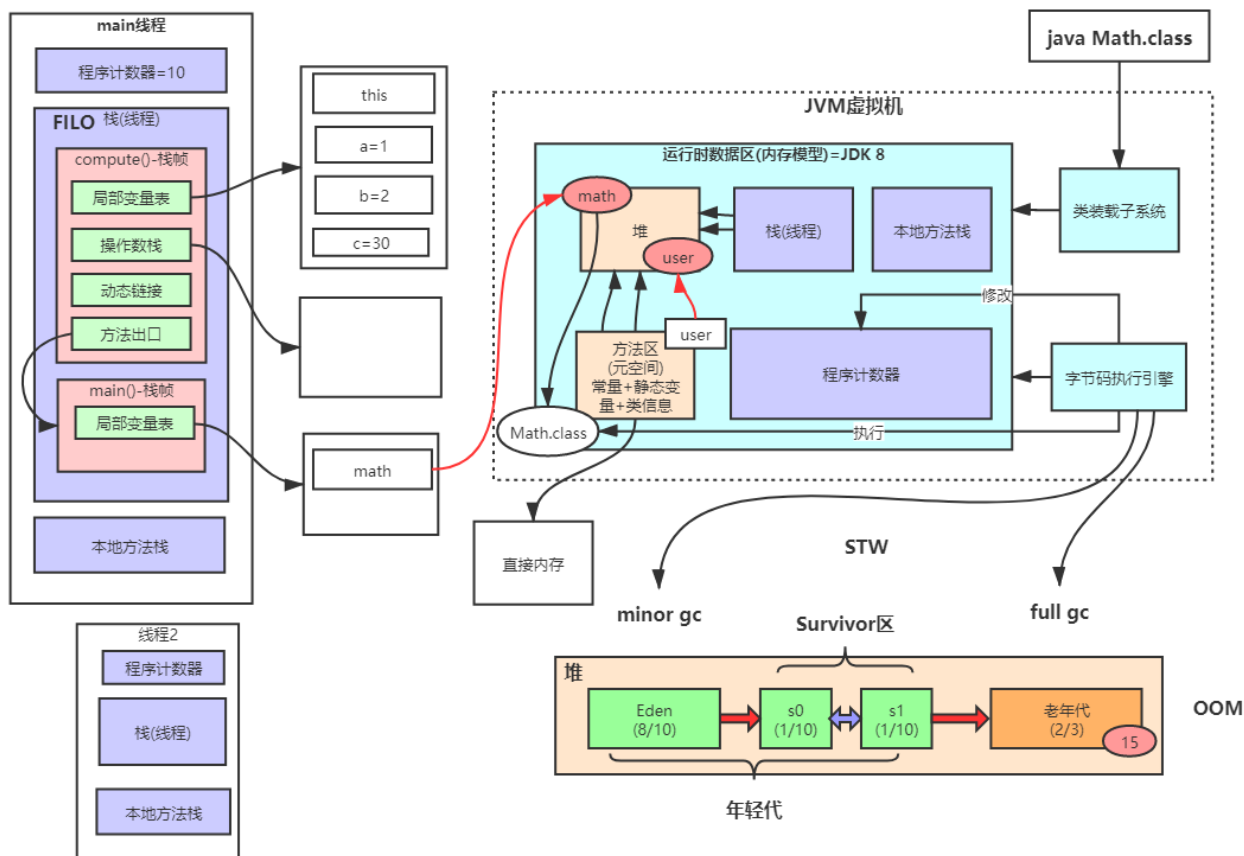 main线程
程序计数器=10
FILO
栈(线程)
compute()-栈帧
局部变量表
操作数栈
动态链接
方法出口
main()-栈帧
局部变量表
本地方法栈
线程2
程序计数器
栈(线程)
本地方法栈
this
a=1
b=2
c=30
math
java Math.class
JVM虚拟机
运行时数据区(内存模型)=JDK 8
math
堆
user
栈(线程)
本地方法栈
类装载子系统
修改
user
方法区
(元空间)
常量+静态变
量+类信息
程序计数器
字节码执行引擎
Math.class
执行
直接内存
STW
minor gc
full gc
Survivor区
堆
Eden
(8/10)
s0
(1/10)
s1
(1/10)
老年代
(2/3)
15
OOM
年轻代